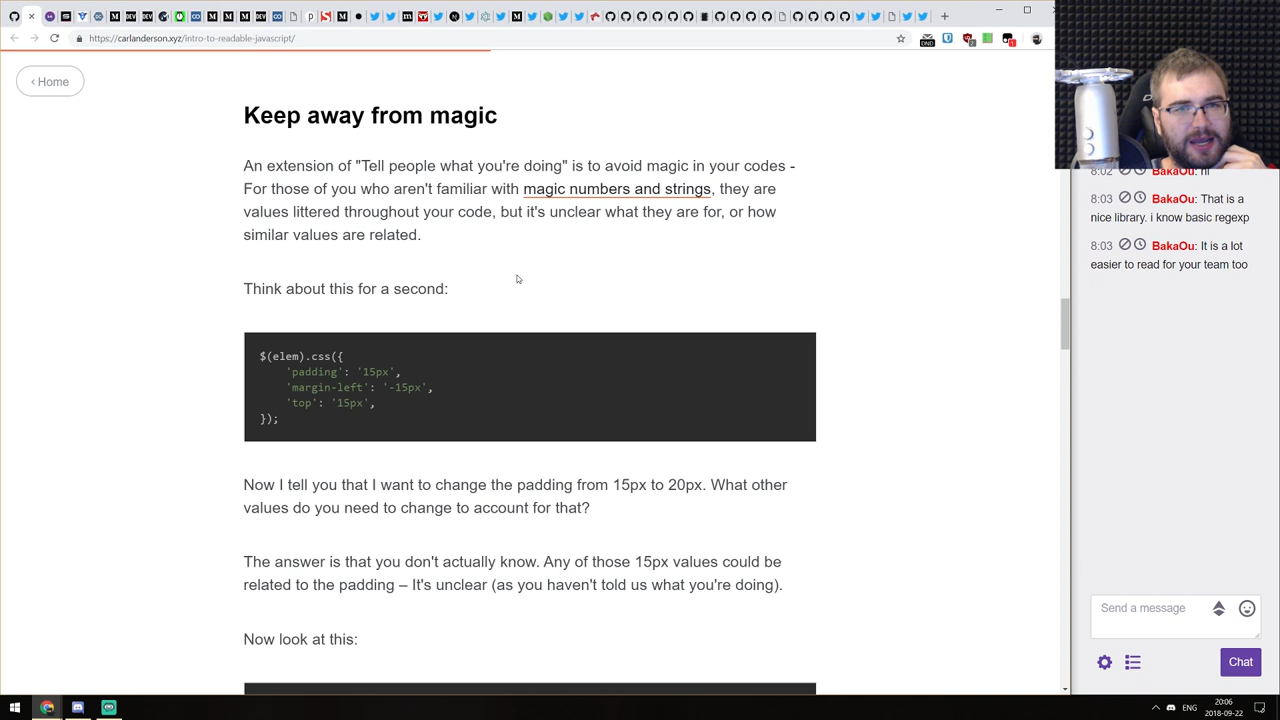 https://carlanderson.xyz/intro-to-readable-javascript/
DND
2
1
‹ Home
Keep away from magic
An extension of "Tell people what you're doing" is to avoid magic in your codes -
For those of you who aren't familiar with magic numbers and strings, they are
values littered throughout your code, but it's unclear what they are for, or how
similar values are related.
Think about this for a second:
$(elem).css({
'padding': '15px',
'margin-left': '-15px',
'top': '15px',
});
Now I tell you that I want to change the padding from 15px to 20px. What other
values do you need to change to account for that?
The answer is that you don't actually know. Any of those 15px values could be
related to the padding – It's unclear (as you haven't told us what you're doing).
Now look at this:
8:02 BakaOu: hi
8:03 BakaOu: That is a
nice library. i know basic regexp
8:03 BakaOu: It is a lot
easier to read for your team too
Send a message
Chat
ENG
20:06
2018-09-22